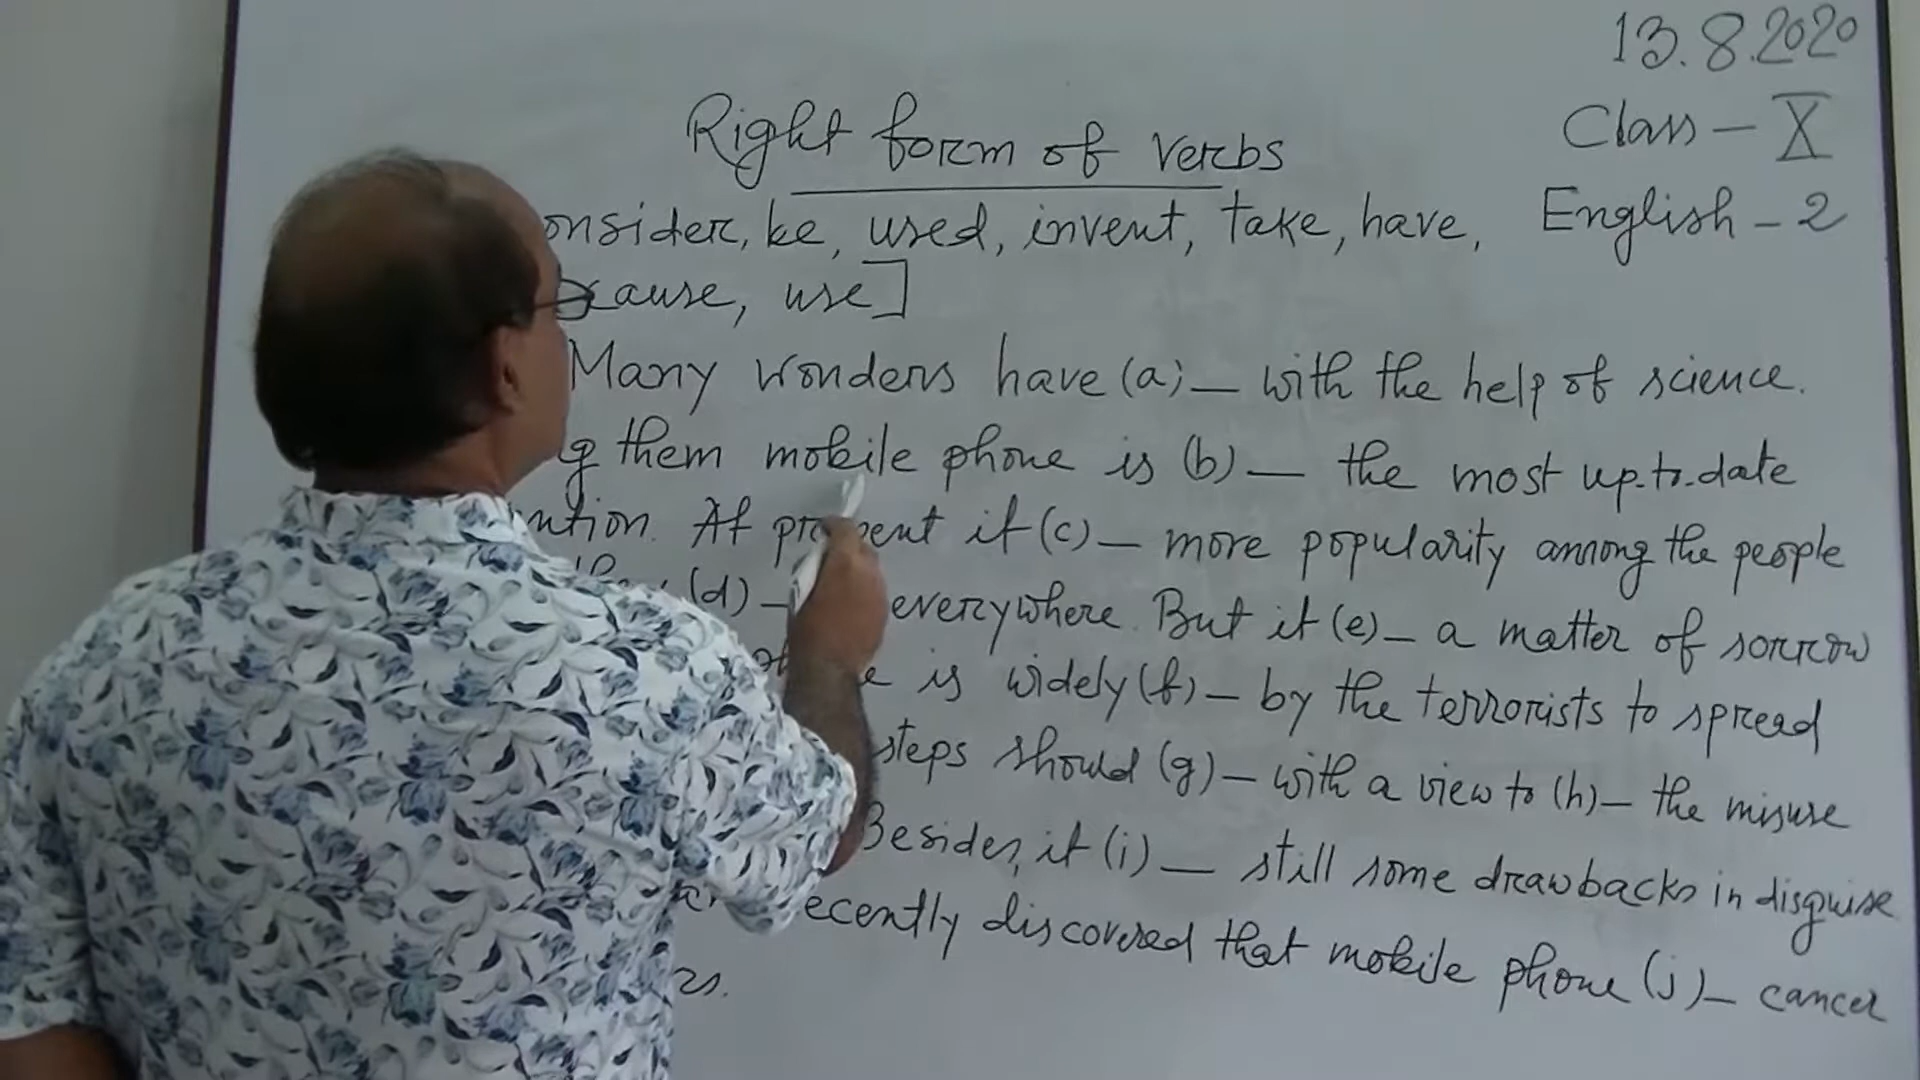 13.8.2020
Right form of verbs
Class – X
onsider, be, used, invent, take, have,
English – 2
cause, use]
Many wonders have (a) — with the help of science.
g them mobile phone is (b) — the most up-to-date
ntion. At present it (c) — more popularity among the people
(d) — everywhere. But it (e) — a matter of sorrow
e is widely (f) — by the terrorists to spread
steps should (g) — with a view to (h) — the misuse
Besides, it (i) — still some drawbacks in disguise
ecently discovered that mobile phone (j) — cancer
rs.